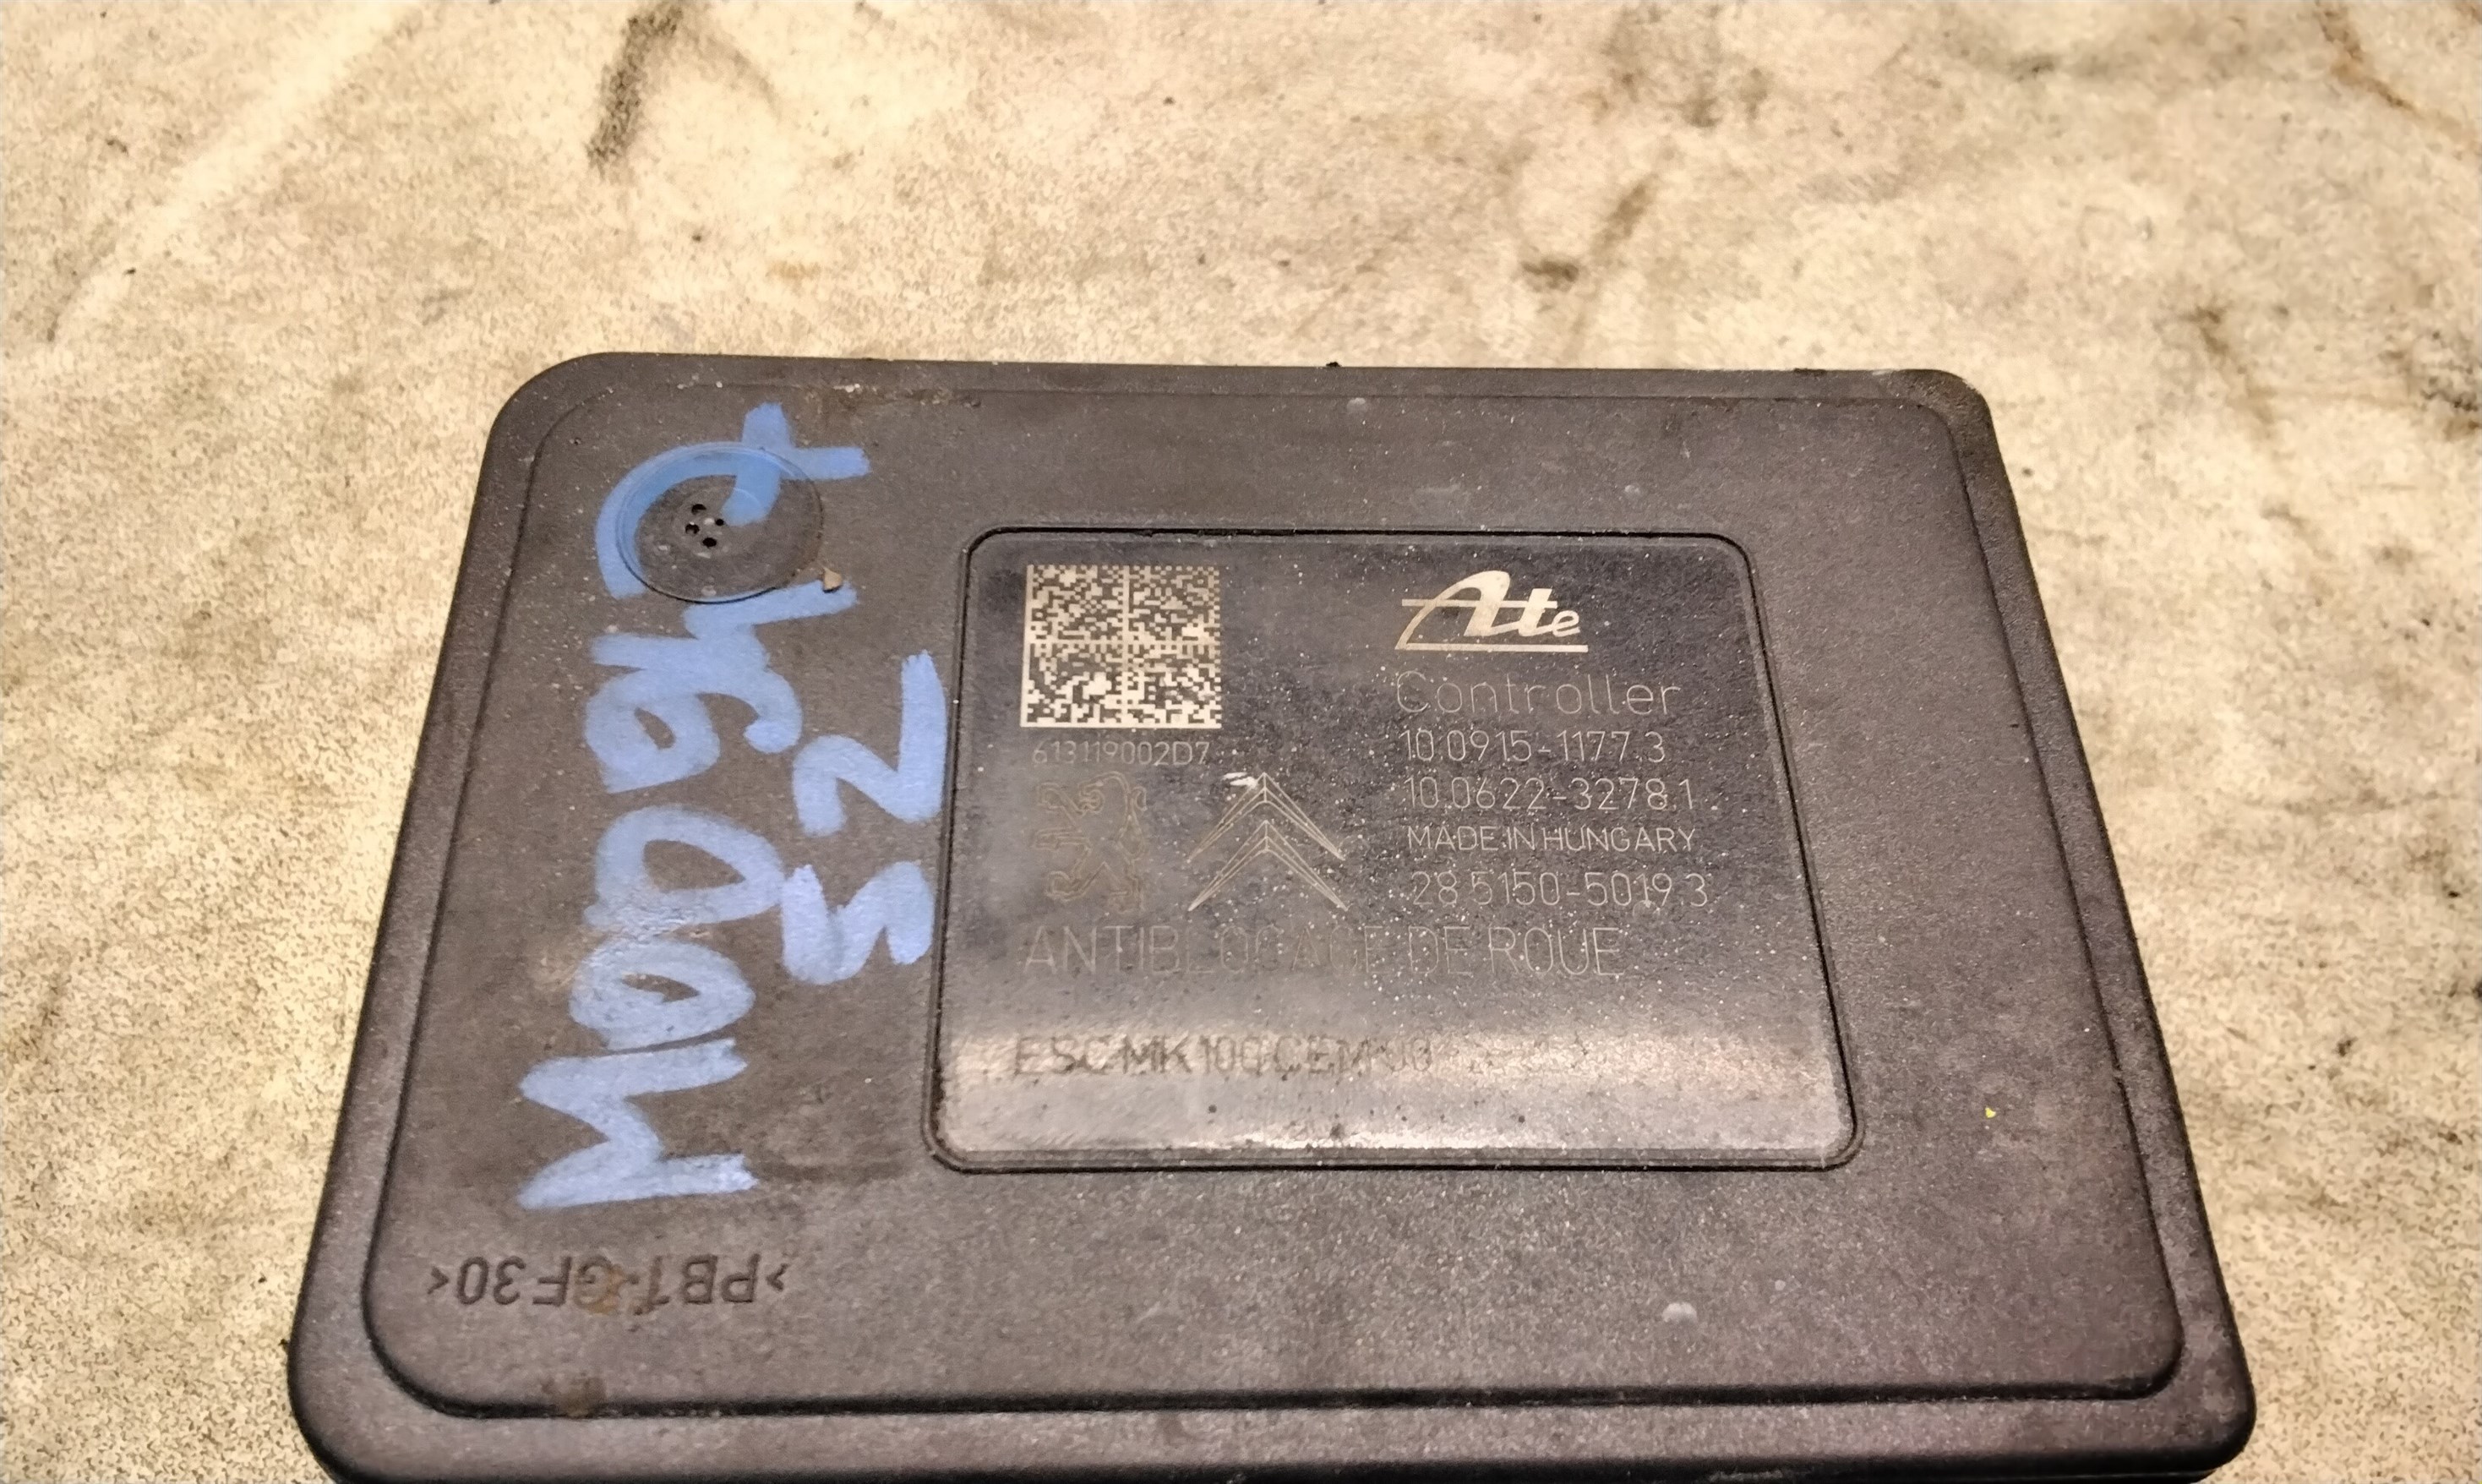 Ate
Controller
10.0915-1177.3
613119002D7
10.0622-3278.1
MADE IN HUNGARY
28.5150-5019.3
ANTIBLOCAGE DE ROUE
ESC MK100
25
>PBT-GF30<